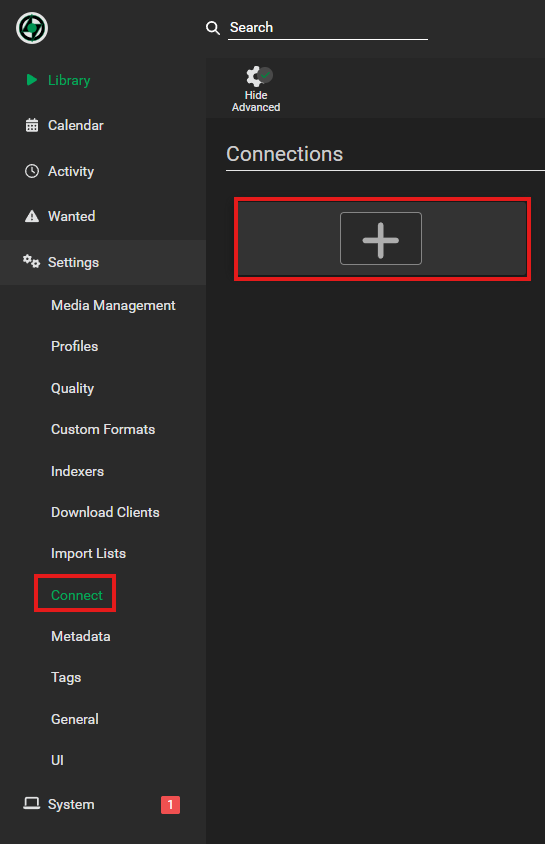 Search
Library
Calendar
Activity
Wanted
Settings
Media Management
Profiles
Quality
Custom Formats
Indexers
Download Clients
Import Lists
Connect
Metadata
Tags
General
UI
System 1
Hide
Advanced
Connections